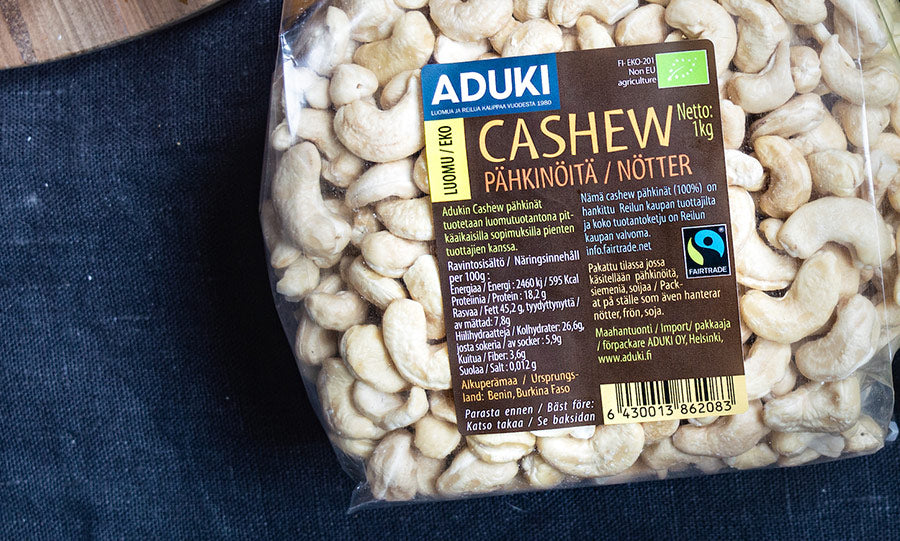 ADUKI
LUOMUA JA REILUA KAUPPAA VUODESTA 1980
FI- EKO-201
Non EU
agriculture
LUOMU / EKO
CASHEW
PÄHKINÖITÄ / NÖTTER
Netto:
1kg
Adukin Cashew pähkinät
tuotetaan luomutuotantona pit-
käaikaisilla sopimuksilla pienten
tuottajien kanssa.
Ravintosisältö / Näringsinnehåll
per 100g :
Energiaa / Energi : 2460 kj / 595 Kcal
Proteiinia / Protein : 18,2 g
Rasvaa / Fett 45,2 g, tyydyttynyttä /
av mättad: 7,8g
Hiilihydraatteja / Kolhydrater: 26,6g,
josta sokeria / av socker : 5,9g
Kuitua / Fiber: 3,6g
Suolaa / Salt : 0,012 g
Alkuperämaa / Ursprungs-
land: Benin, Burkina Faso
Parasta ennen / Bäst före:
Katso takaa / Se baksidan
Nämä cashew pähkinät (100%) on
hankittu Reilun kaupan tuottajilta
ja koko tuotantoketju on Reilun
kaupan valvoma.
info.fairtrade.net
FAIRTRADE
Pakattu tilassa jossa
käsitellään pähkinöitä,
siemeniä, soijaa / Pack-
at på ställe som även hanterar
nötter, frön, soja.
Maahantuonti / Import/ pakkaaja
/ förpackare ADUKI OY, Helsinki,
www.aduki.fi
6 430013 862083